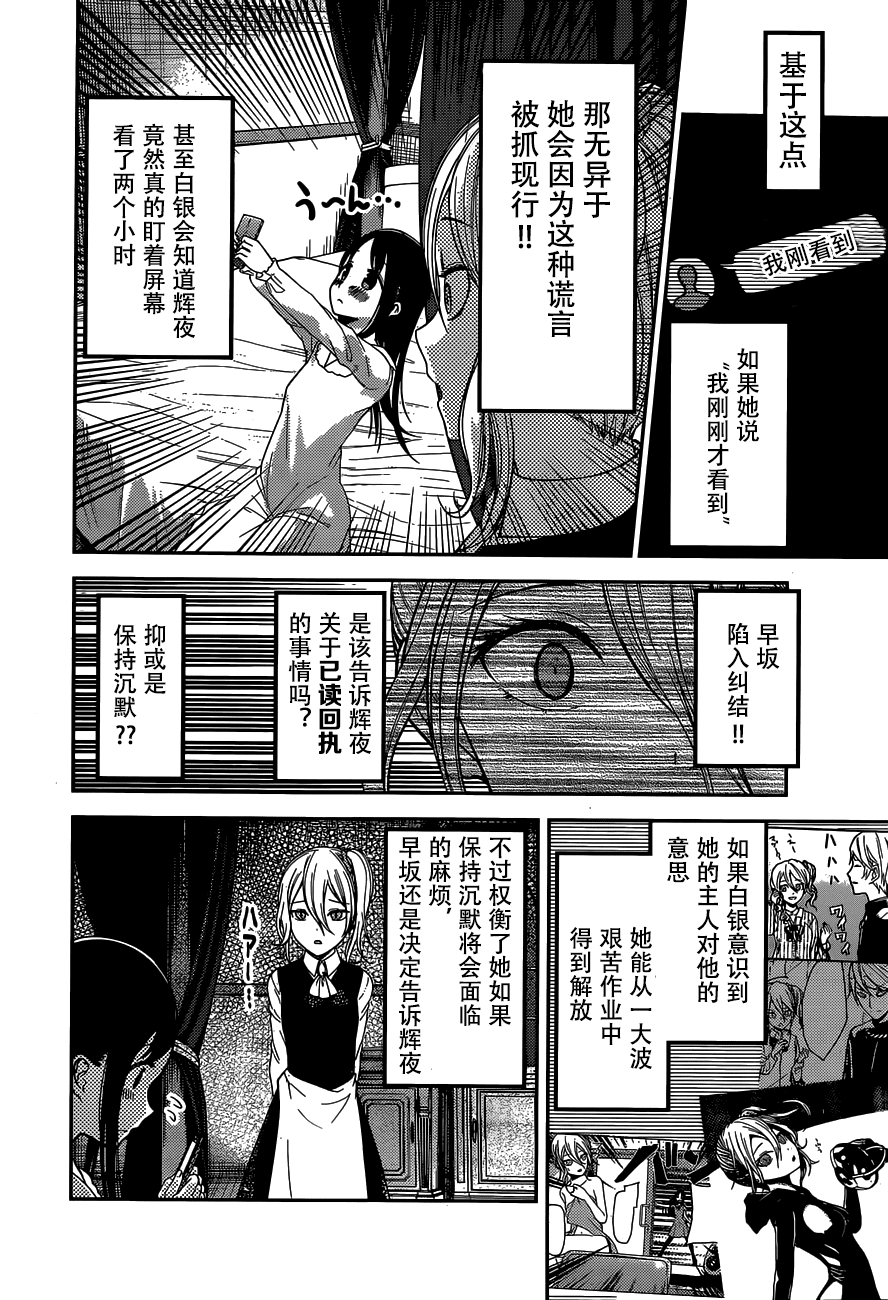 基于这点
我刚看到
如果她说
“我刚刚才看到”
那无异于
她会因为这种谎言
被抓现行!!
う～ん…
甚至白银会知道辉夜
竟然真的盯着屏幕
看了两个小时
早坂
陷入纠结!!
是该告诉辉夜
关于已读回执
的事情吗?
抑或是
保持沉默??
如果白银意识到
她的主人对他的
意思
她能从一大波
艰苦作业中
得到解放
ハハハ
ワイワイ
不过权衡了她如果
保持沉默将会面临
的麻烦,
早坂还是决定告诉辉夜
ハァー…